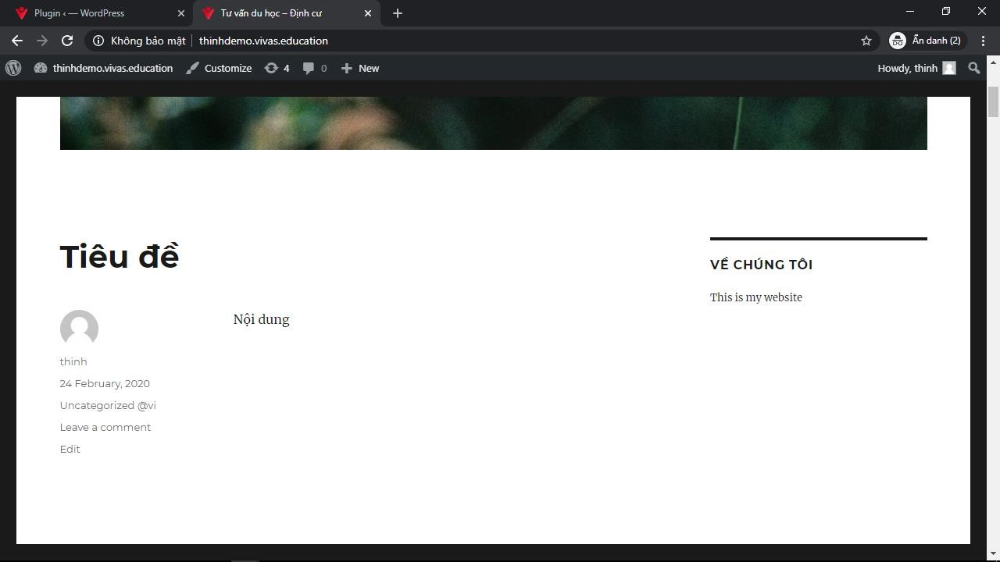 Plugin ‹ — WordPress
Tư vấn du học – Định cư
Không bảo mật
thinhdemo.vivas.education
Ẩn danh (2)
thinhdemo.vivas.education
Customize
4
0
New
Howdy, thinh
Tiêu đề
thinh
24 February, 2020
Uncategorized @vi
Leave a comment
Edit
Nội dung
VỀ CHÚNG TÔI
This is my website